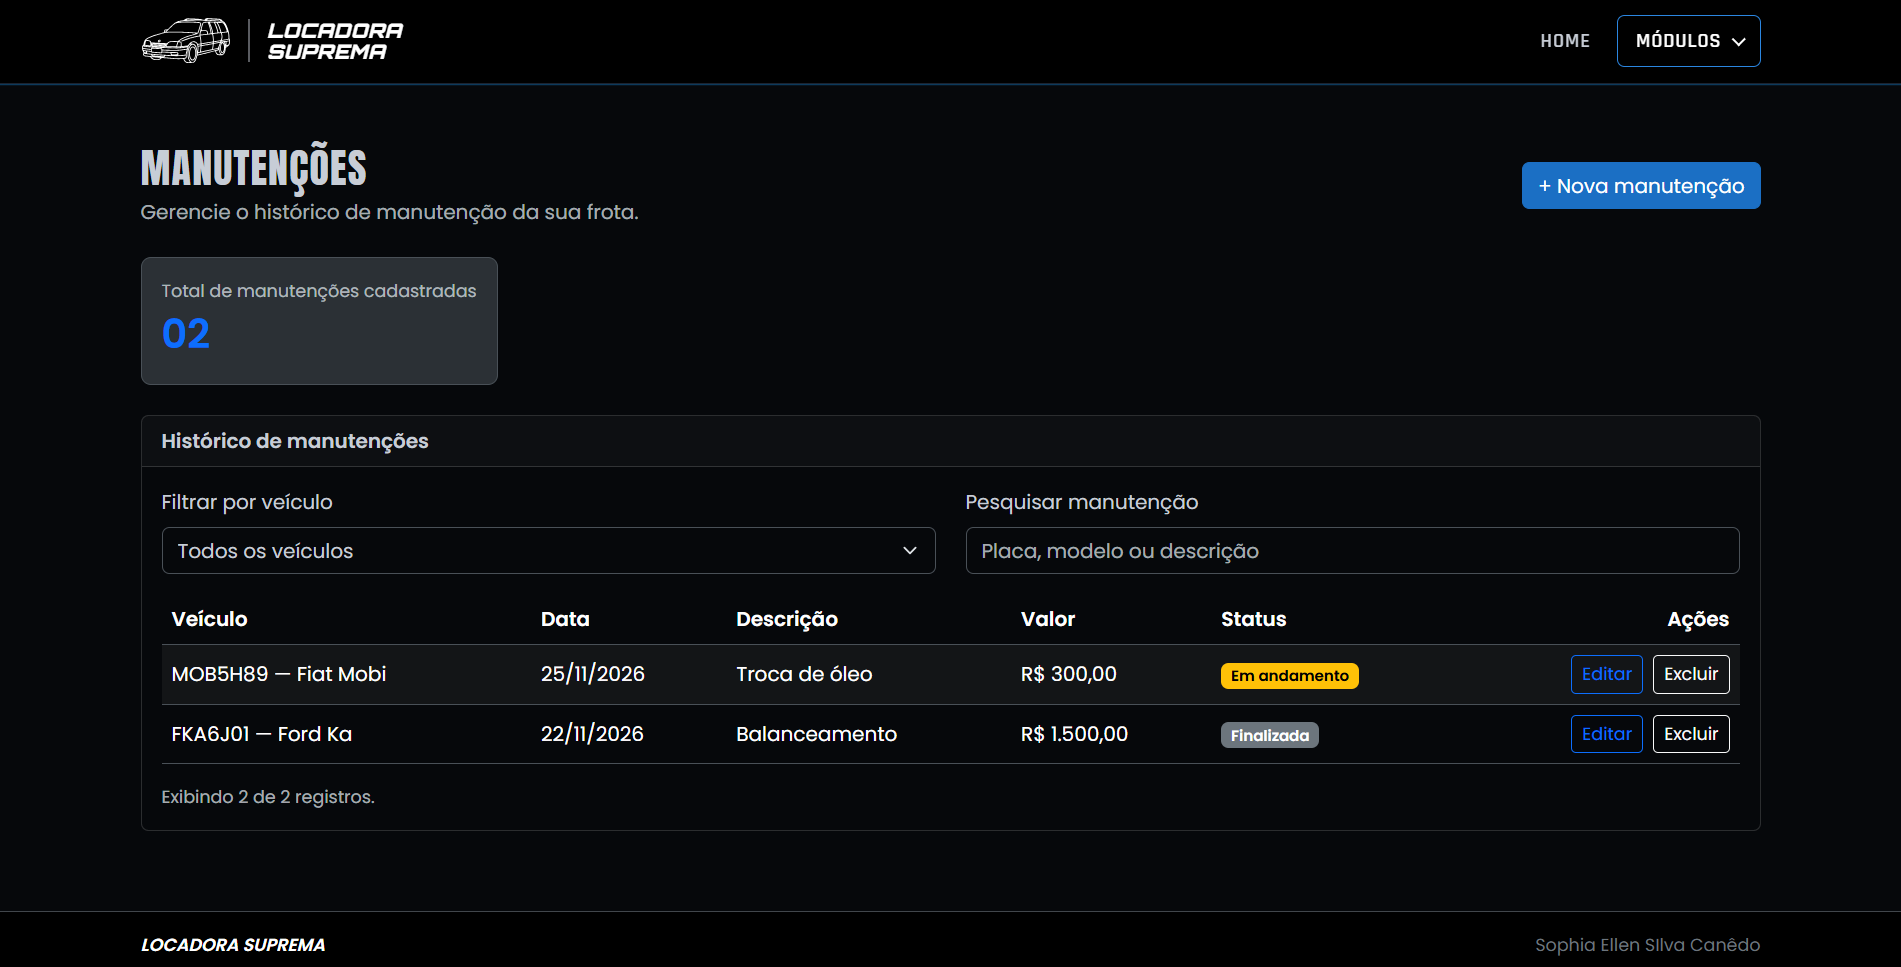 LOCADORA
SUPREMA
HOME
MÓDULOS
MANUTENÇÕES
Gerencie o histórico de manutenção da sua frota.
+ Nova manutenção
Total de manutenções cadastradas
02
Histórico de manutenções
Filtrar por veículo
Pesquisar manutenção
Todos os veículos
Placa, modelo ou descrição
Veículo Data Descrição Valor Status Ações
MOB5H89 — Fiat Mobi 25/11/2026 Troca de óleo R$ 300,00 Em andamento Editar Excluir
FKA6J01 — Ford Ka 22/11/2026 Balanceamento R$ 1.500,00 Finalizada Editar Excluir
Exibindo 2 de 2 registros.
LOCADORA SUPREMA
Sophia Ellen SIlva Canêdo